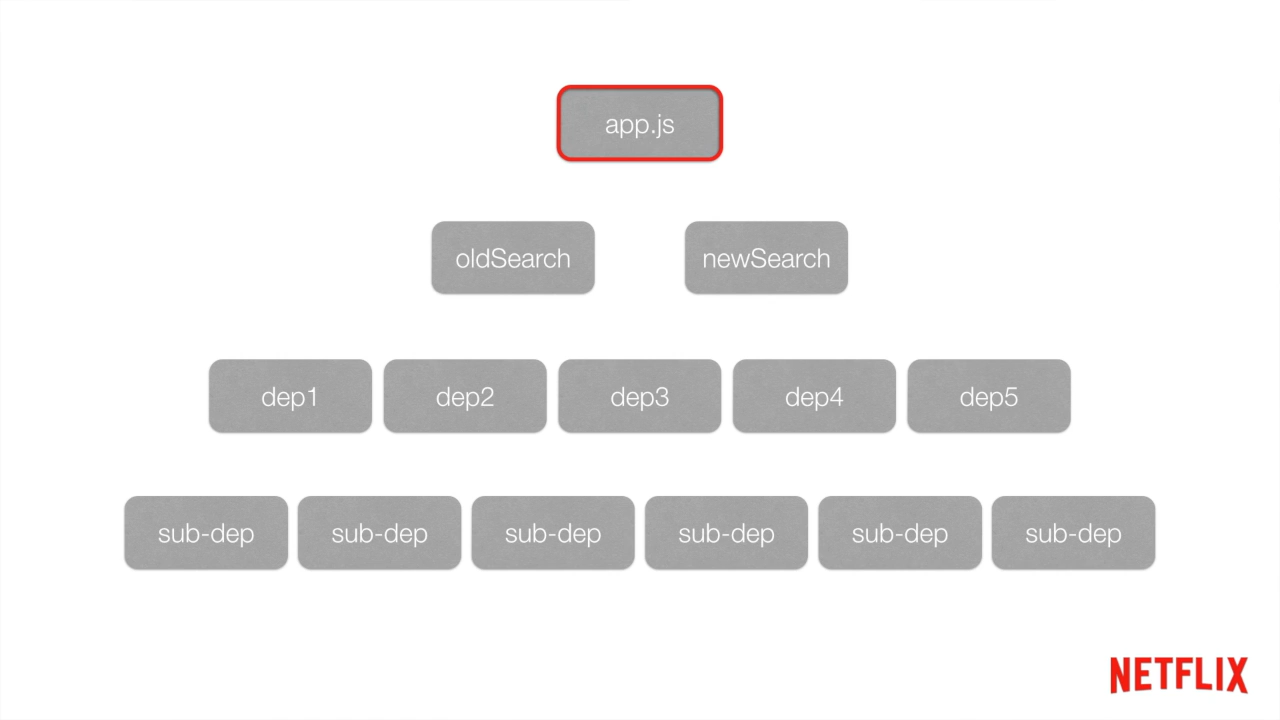 app.js
oldSearch newSearch
dep1 dep2 dep3 dep4 dep5
sub-dep sub-dep sub-dep sub-dep sub-dep sub-dep
NETFLIX